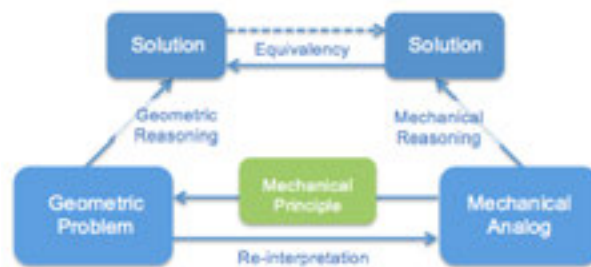 Solution
Equivalency
Solution
Geometric
Reasoning
Mechanical
Reasoning
Geometric
Problem
Mechanical
Principle
Mechanical
Analog
Re-interpretation